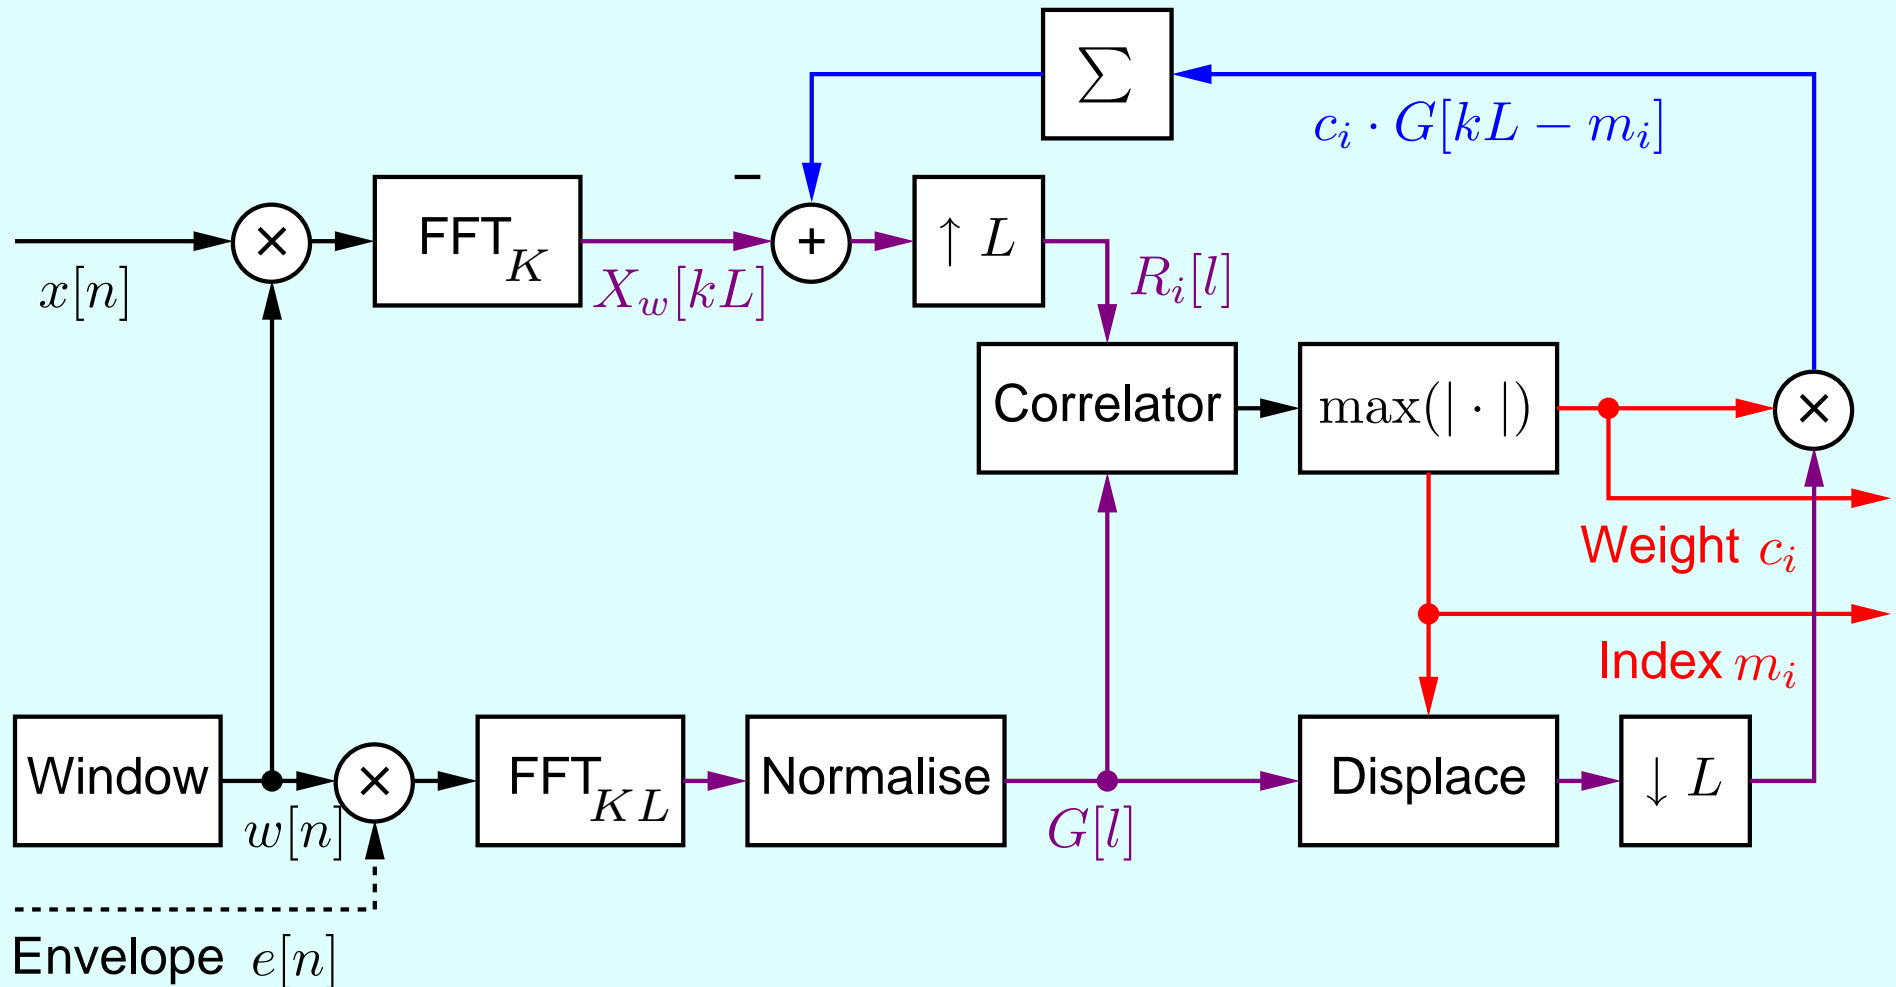 ∑
c_i · G[kL − m_i]
−
x[n]
×
FFT_K
X_w[kL]
+
↑ L
R_i[l]
Correlator
max(| · |)
×
Weight c_i
Index m_i
Window
w[n]
×
FFT_KL
Normalise
G[l]
Displace
↓ L
Envelope e[n]